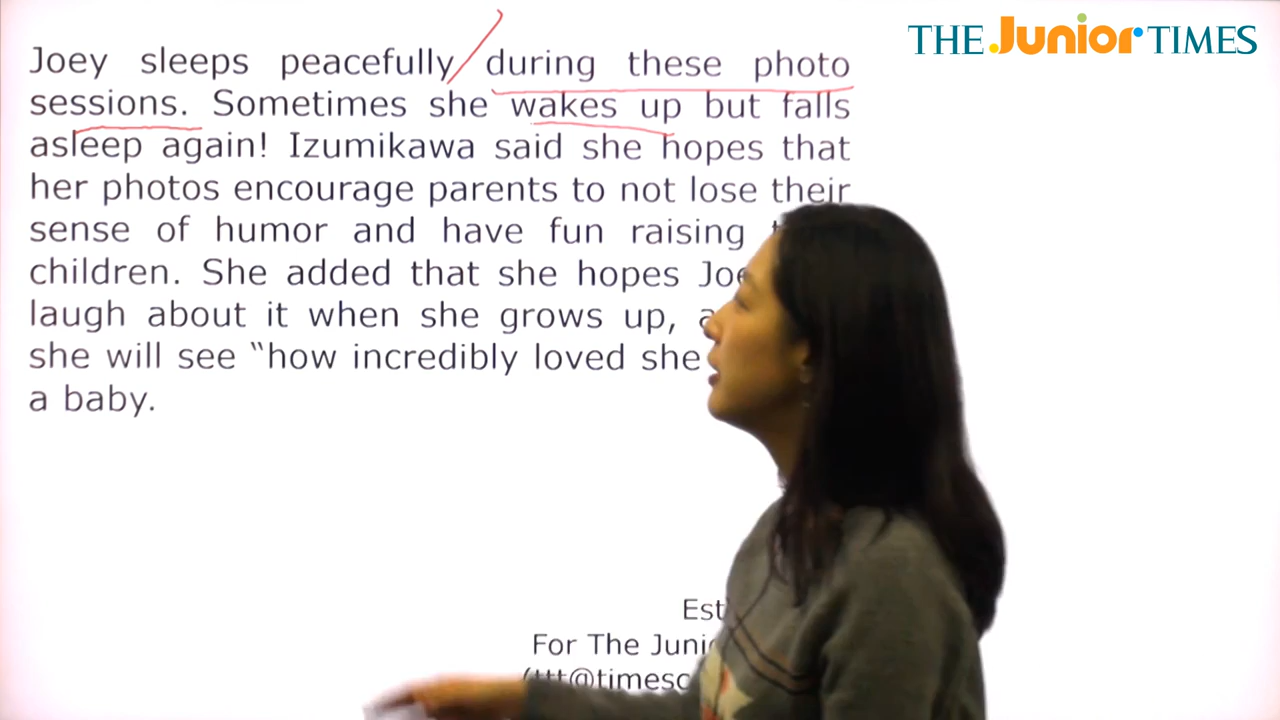 THE Junior TIMES
Joey sleeps peacefully during these photo
sessions. Sometimes she wakes up but falls
asleep again! Izumikawa said she hopes that
her photos encourage parents to not lose their
sense of humor and have fun raising
children. She added that she hopes
laugh about it when she grows up,
she will see “how incredibly loved she
a baby.
For The